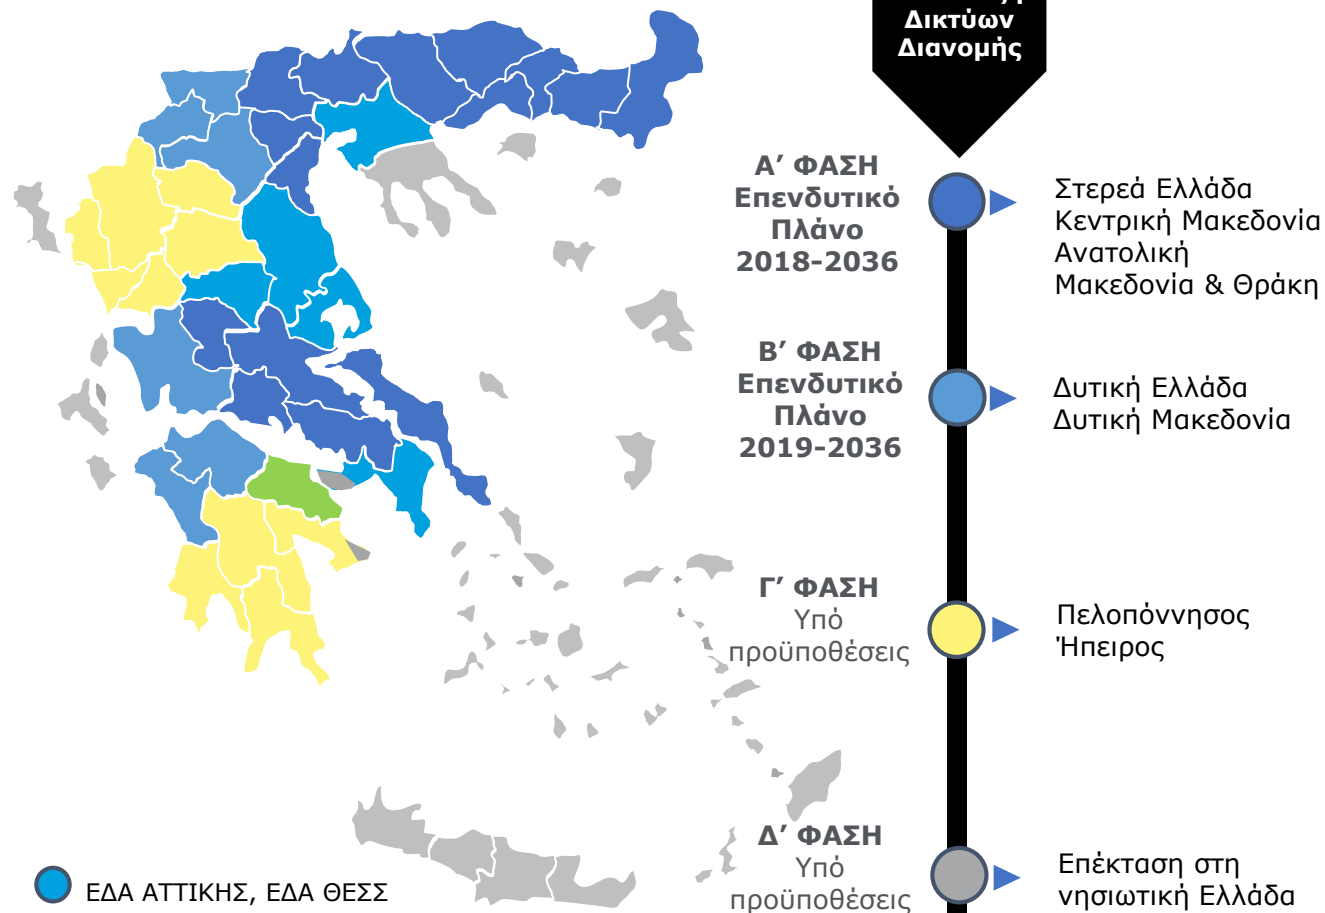 Δικτύων
Διανομής
Α’ ΦΑΣΗ
Επενδυτικό
Πλάνο
2018-2036
Στερεά Ελλάδα
Κεντρική Μακεδονία
Ανατολική
Μακεδονία & Θράκη
Β’ ΦΑΣΗ
Επενδυτικό
Πλάνο
2019-2036
Δυτική Ελλάδα
Δυτική Μακεδονία
Γ’ ΦΑΣΗ
Υπό
προϋποθέσεις
Πελοπόννησος
Ήπειρος
Δ’ ΦΑΣΗ
Υπό
προϋποθέσεις
Επέκταση στη
νησιωτική Ελλάδα
ΕΔΑ ΑΤΤΙΚΗΣ, ΕΔΑ ΘΕΣΣ